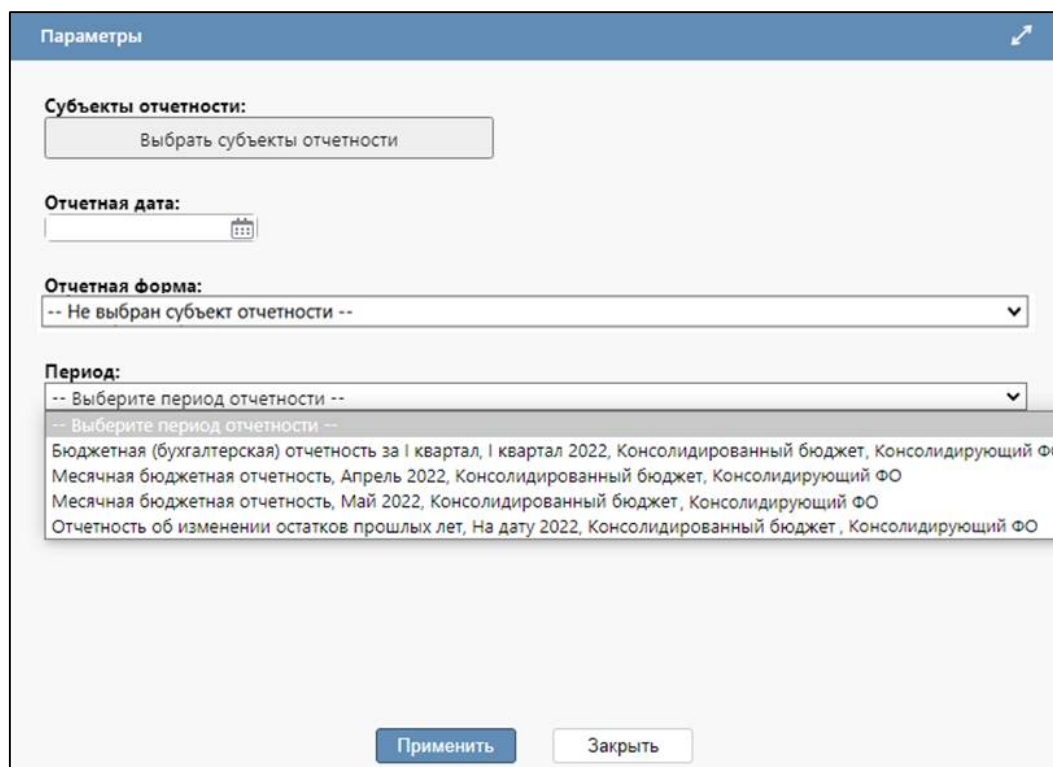 Параметры
Субъекты отчетности:
Выбрать субъекты отчетности
Отчетная дата:
Отчетная форма:
-- Не выбран субъект отчетности --
Период:
-- Выберите период отчетности --
-- Выберите период отчетности --
Бюджетная (бухгалтерская) отчетность за I квартал, I квартал 2022, Консолидированный бюджет, Консолидирующий ФО
Месячная бюджетная отчетность, Апрель 2022, Консолидированный бюджет, Консолидирующий ФО
Месячная бюджетная отчетность, Май 2022, Консолидированный бюджет, Консолидирующий ФО
Отчетность об изменении остатков прошлых лет, На дату 2022, Консолидированный бюджет, Консолидирующий ФО
Применить
Закрыть